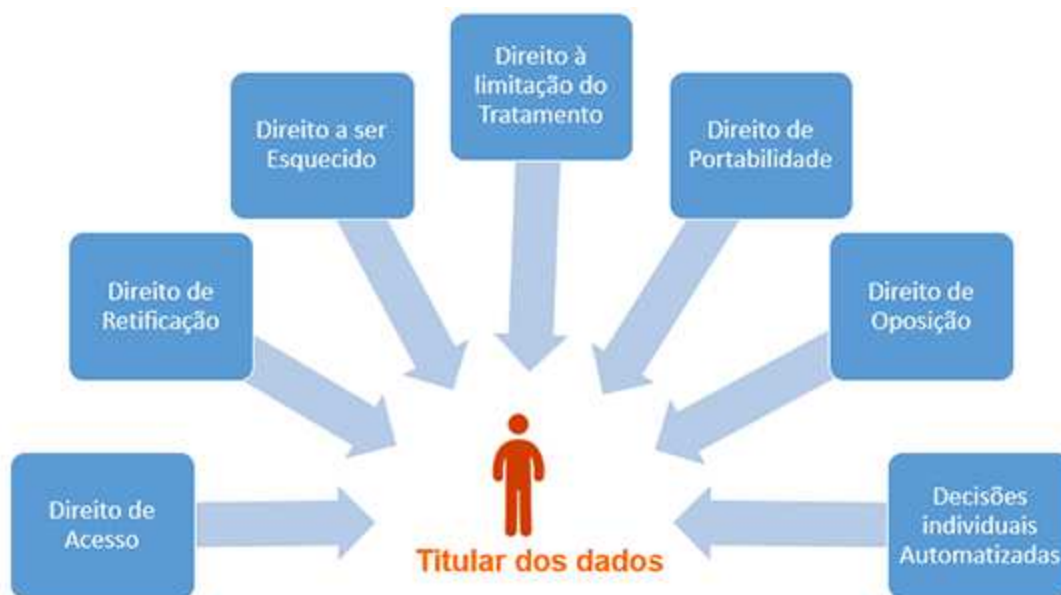 Direito de
Acesso
Direito de
Retificação
Direito a ser
Esquecido
Direito à
limitação do
Tratamento
Direito de
Portabilidade
Direito de
Oposição
Decisões
individuais
Automatizadas
Titular dos dados